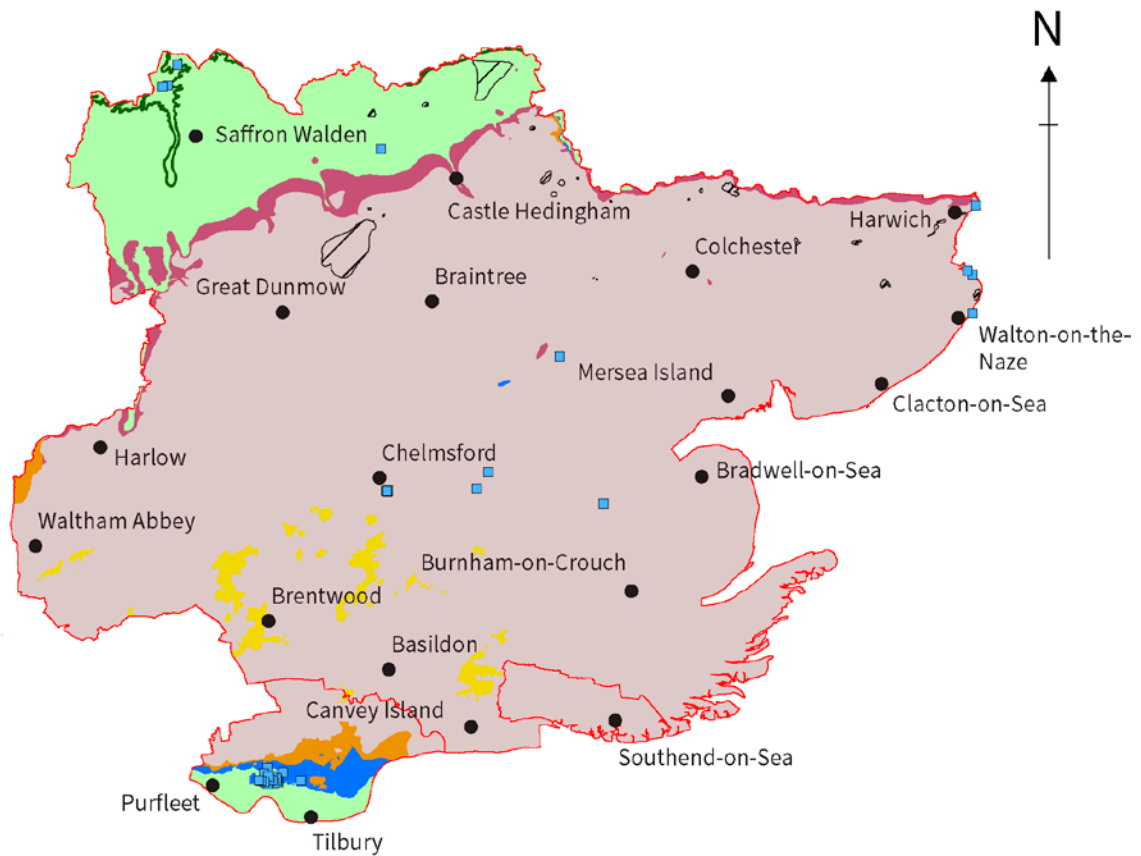 N
Saffron Walden
Castle Hedingham
Harwich
Colchester
Great Dunmow
Braintree
Walton-on-the-
Naze
Mersea Island
Clacton-on-Sea
Harlow
Chelmsford
Bradwell-on-Sea
Waltham Abbey
Burnham-on-Crouch
Brentwood
Basildon
Canvey Island
Southend-on-Sea
Purfleet
Tilbury